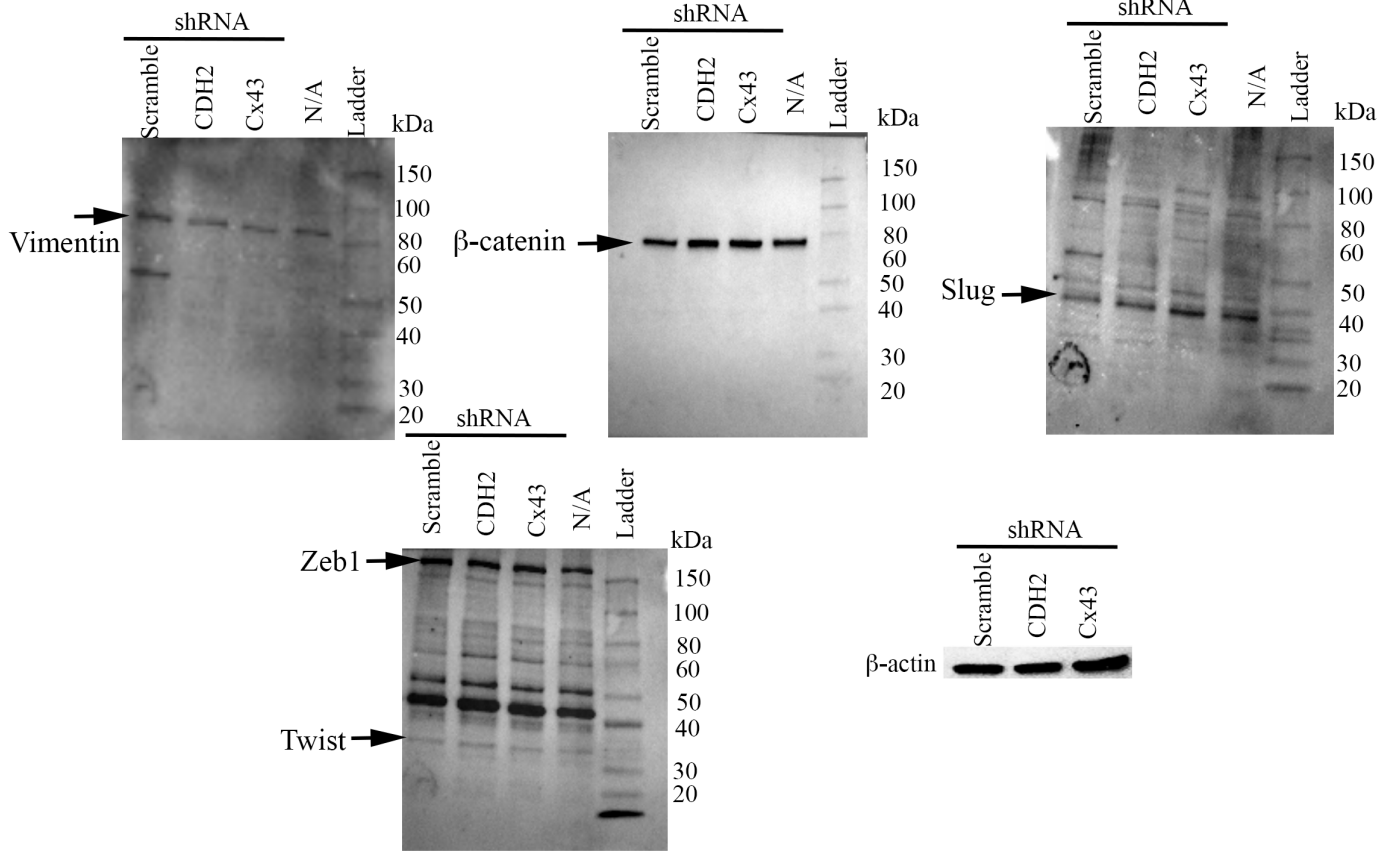 shRNA
Scramble
CDH2
Cx43
N/A
Ladder
kDa
150
100
80
60
50
40
30
20
Vimentin
shRNA
Scramble
CDH2
Cx43
N/A
Ladder
kDa
150
100
80
60
50
40
30
20
β-catenin
shRNA
Scramble
CDH2
Cx43
N/A
Ladder
kDa
150
100
80
60
50
40
30
20
Slug
shRNA
Scramble
CDH2
Cx43
N/A
Ladder
kDa
Zeb1
150
100
80
60
50
40
30
20
Twist
shRNA
Scramble
CDH2
Cx43
β-actin